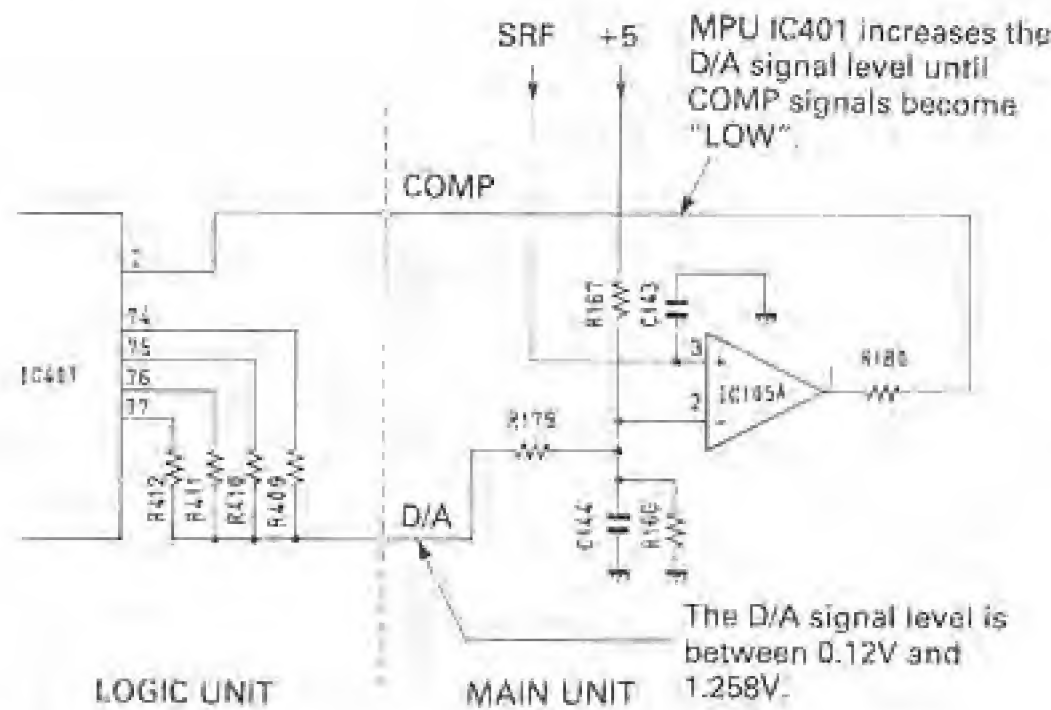 SRF +5
MPU IC401 increases the
D/A signal level until
COMP signals become
"LOW".
COMP
74
75
76
77
IC401
R412
R411
R410
R409
D/A
R175
R167
C143
3
+
2
-
IC105A
R180
C144
The D/A signal level is
between 0.12V and
1.258V.
LOGIC UNIT
MAIN UNIT